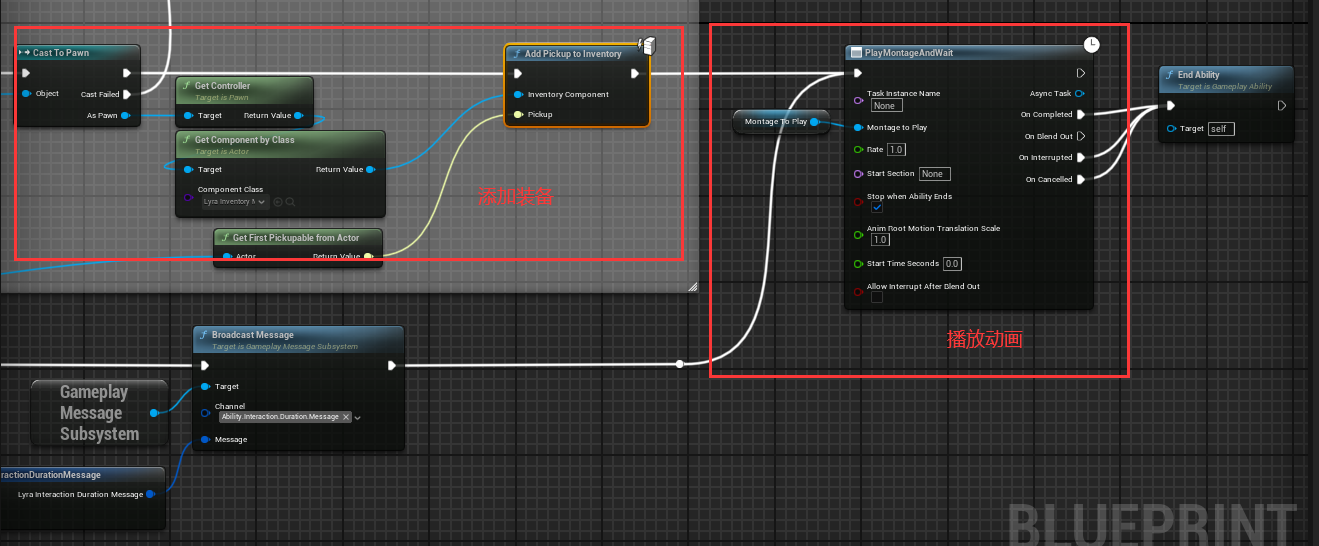 Cast To Pawn
Object
Cast Failed
As Pawn
Get Controller
Target is Pawn
Target
Return Value
Get Component by Class
Target is Actor
Target
Return Value
Component Class
Lyra Inventory M
Get First Pickupable from Actor
Actor
Return Value
Add Pickup to Inventory
Inventory Component
Pickup
添加装备
Montage To Play
PlayMontageAndWait
Task Instance Name
None
Montage to Play
Rate 1.0
Start Section None
Stop when Ability Ends
Anim Root Motion Translation Scale
1.0
Start Time Seconds 0.0
Allow Interrupt After Blend Out
Async Task
On Completed
On Blend Out
On Interrupted
On Cancelled
播放动画
End Ability
Target is Gameplay Ability
Target self
Broadcast Message
Target is Gameplay Message Subsystem
Target
Channel
Ability.Interaction.Duration.Message
Message
Gameplay
Message
Subsystem
ractionDurationMessage
Lyra Interaction Duration Message
BLUEPRINT